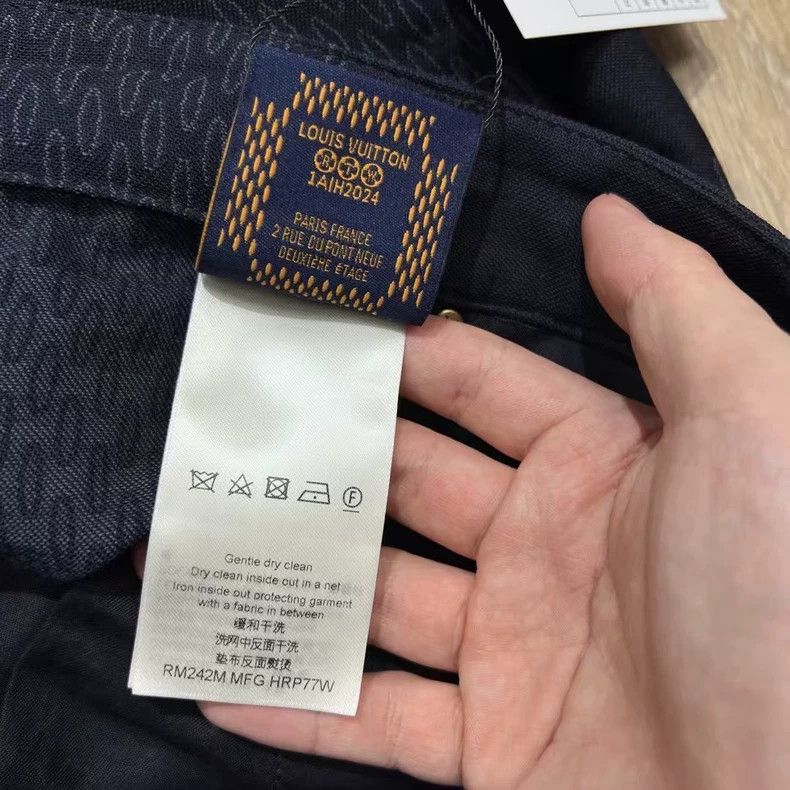 LOUIS VUITTON
R T W
1AIH2024
PARIS FRANCE
2 RUE DU PONT NEUF
DEUXIÈME ÉTAGE
F
Gentle dry clean
Dry clean inside out in a net
Iron inside out protecting garment
with a fabric in between
缓和干洗
洗网中反面干洗
垫布反面熨烫
RM242M MFG HRP77W